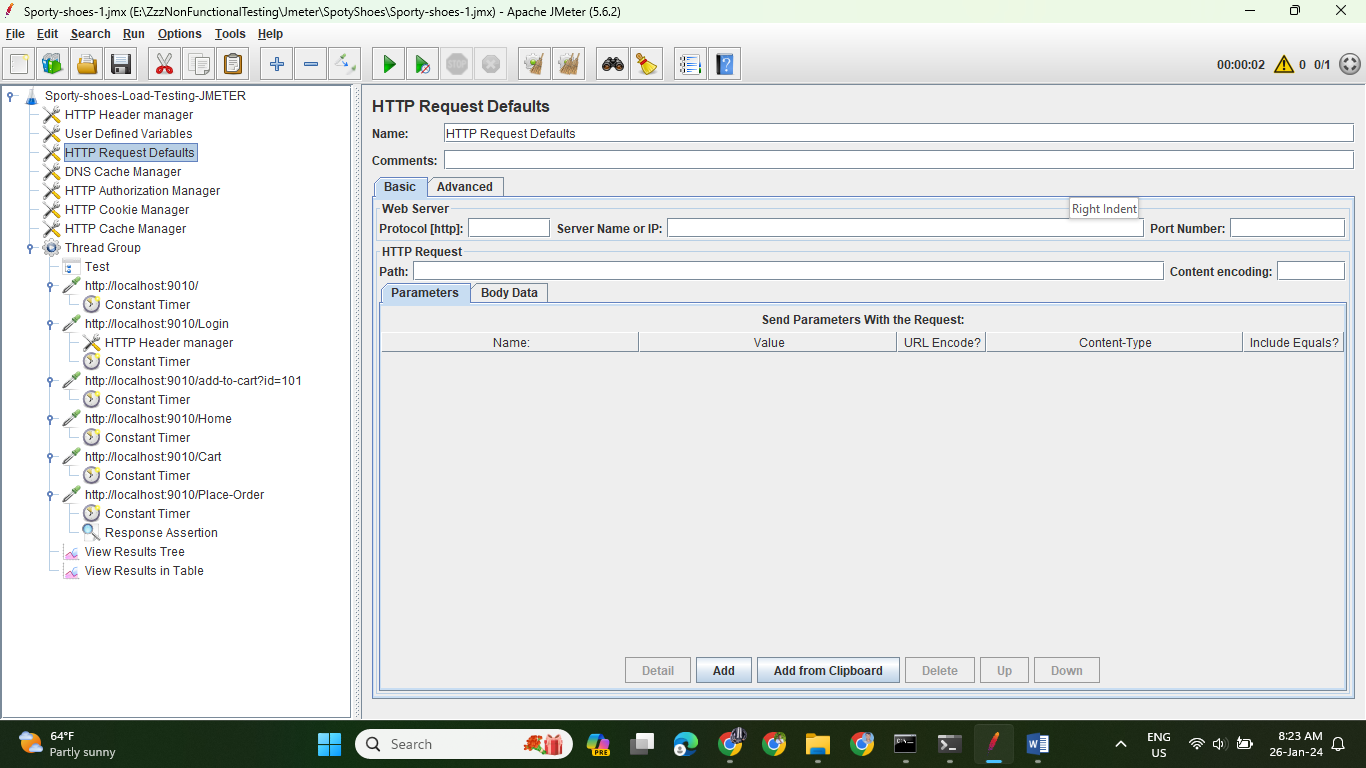 Sporty-shoes-1.jmx (E:\ZzzNonFunctionalTesting\Jmeter\SpotyShoes\Sporty-shoes-1.jmx) - Apache JMeter (5.6.2)
File Edit Search Run Options Tools Help
00:00:02 0 0/1
Sporty-shoes-Load-Testing-JMETER
HTTP Header manager
User Defined Variables
HTTP Request Defaults
DNS Cache Manager
HTTP Authorization Manager
HTTP Cookie Manager
HTTP Cache Manager
Thread Group
Test
http://localhost:9010/
Constant Timer
http://localhost:9010/Login
HTTP Header manager
Constant Timer
http://localhost:9010/add-to-cart?id=101
Constant Timer
http://localhost:9010/Home
Constant Timer
http://localhost:9010/Cart
Constant Timer
http://localhost:9010/Place-Order
Constant Timer
Response Assertion
View Results Tree
View Results in Table
HTTP Request Defaults
Name: HTTP Request Defaults
Comments:
Basic Advanced
Web Server
Right Indent
Protocol [http]: Server Name or IP: Port Number:
HTTP Request
Path: Content encoding:
Parameters Body Data
Send Parameters With the Request:
Name: Value URL Encode? Content-Type Include Equals?
Detail Add Add from Clipboard Delete Up Down
64°F
Partly sunny
Search
PRE
ENG
US
8:23 AM
26-Jan-24